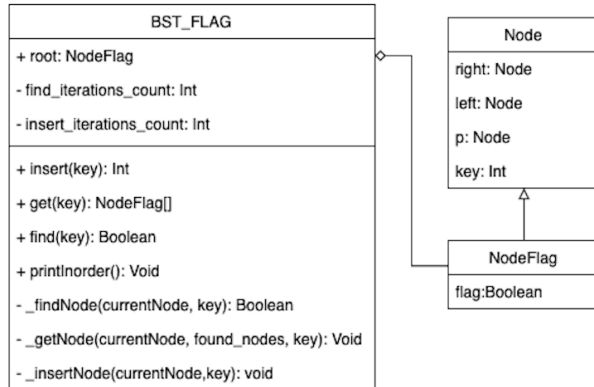 BST_FLAG
+ root: NodeFlag
- find_iterations_count: Int
- insert_iterations_count: Int
+ insert(key): Int
+ get(key): NodeFlag[]
+ find(key): Boolean
+ printInorder(): Void
- _findNode(currentNode, key): Boolean
- _getNode(currentNode, found_nodes, key): Void
- _insertNode(currentNode,key): void
Node
right: Node
left: Node
p: Node
key: Int
NodeFlag
flag:Boolean